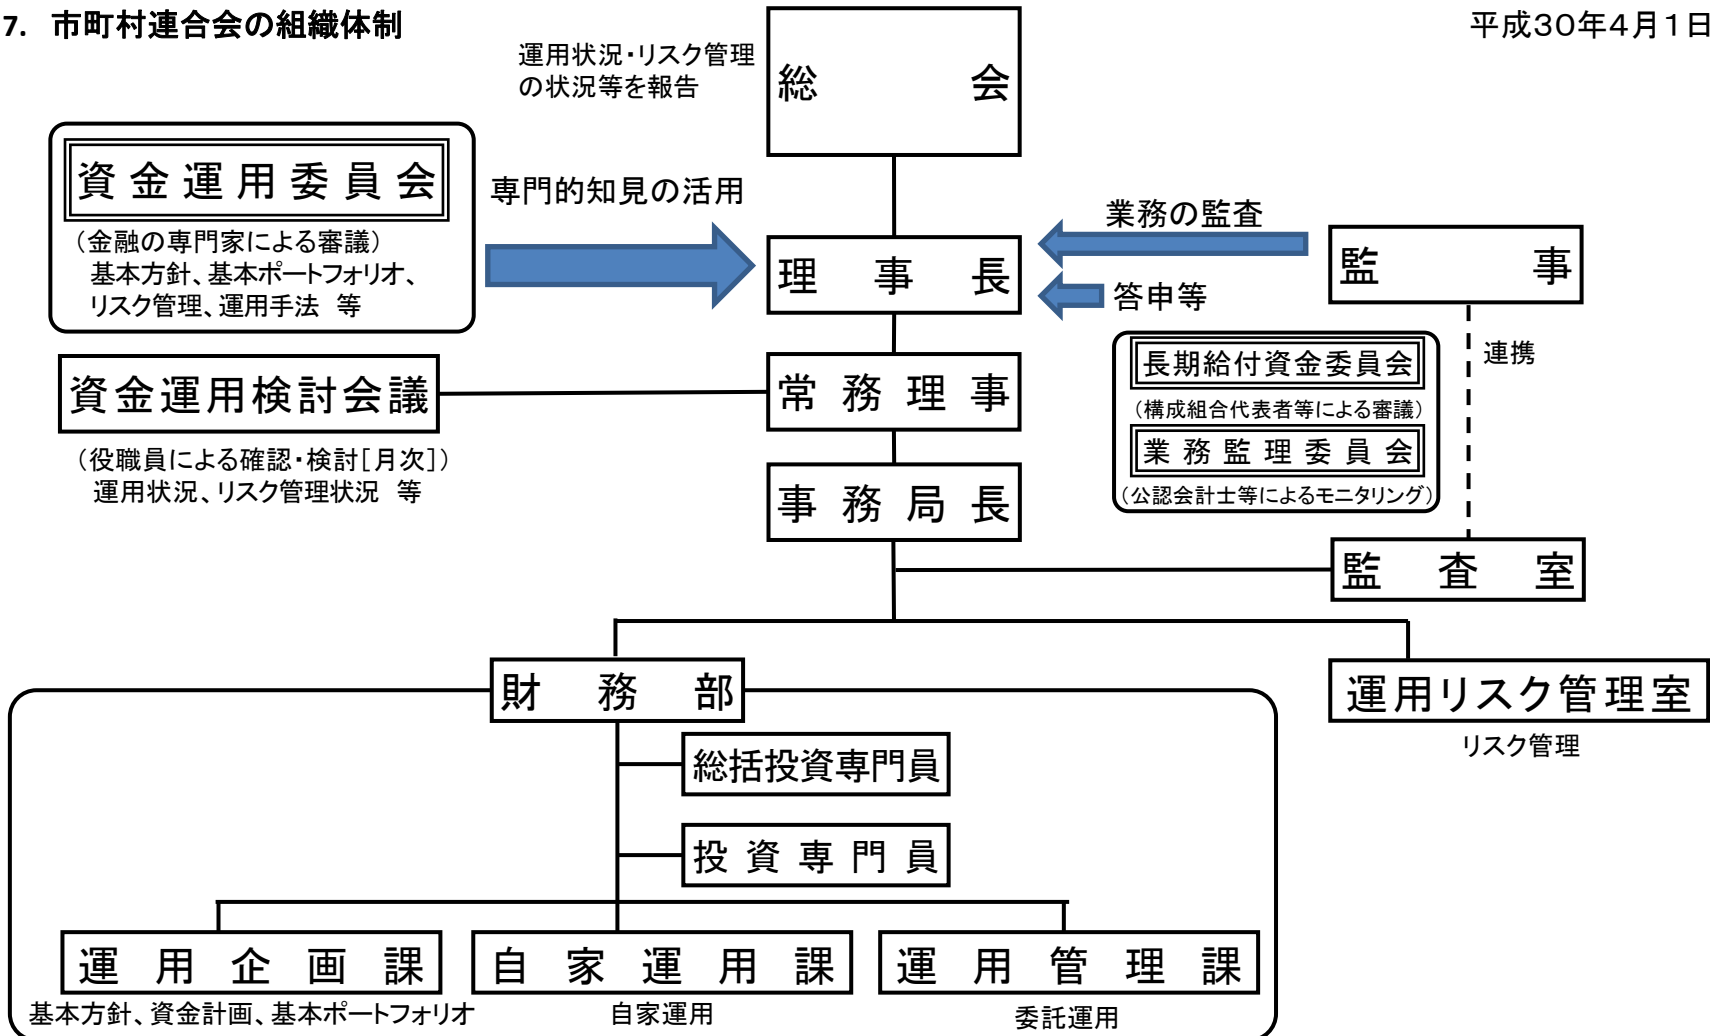 7. 市町村連合会の組織体制
平成30年4月1日
運用状況・リスク管理
の状況等を報告
総会
資金運用委員会
（金融の専門家による審議）
基本方針、基本ポートフォリオ、
リスク管理、運用手法 等
専門的知見の活用
業務の監査
理事長
監事
答申等
連携
長期給付資金委員会
（構成組合代表者等による審議）
業務監理委員会
（公認会計士等によるモニタリング）
資金運用検討会議
（役職員による確認・検討［月次］）
運用状況、リスク管理状況 等
常務理事
事務局長
監査室
財務部
運用リスク管理室
リスク管理
総括投資専門員
投資専門員
運用企画課
自家運用課
運用管理課
基本方針、資金計画、基本ポートフォリオ
自家運用
委託運用